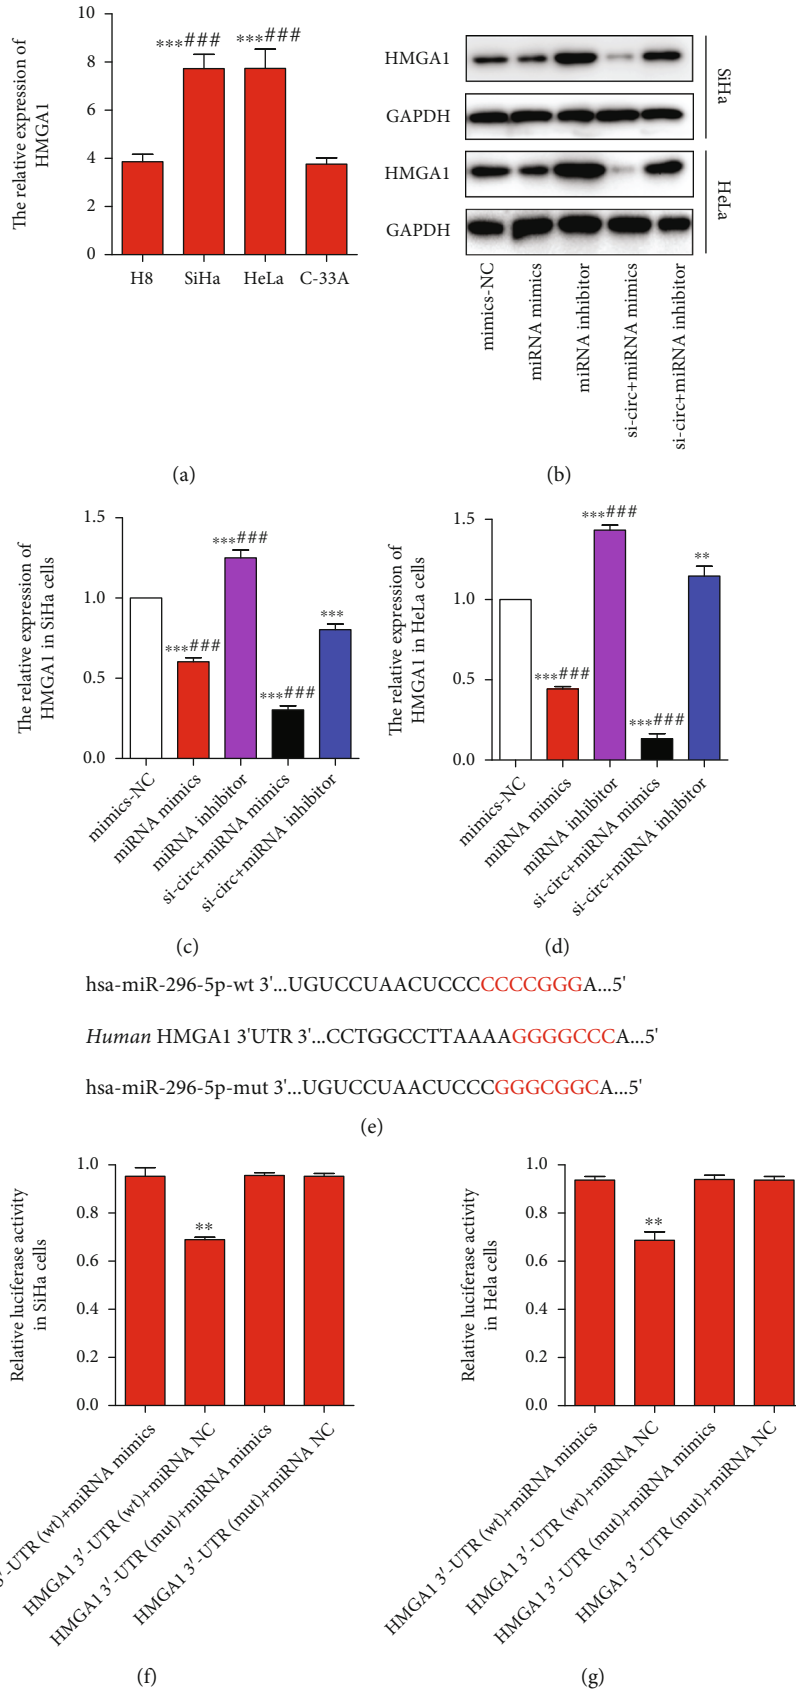 The relative expression of
HMGA1
10
8
6
4
2
0
***###
***###
H8
SiHa
HeLa
C-33A
(a)
HMGA1
GAPDH
HMGA1
GAPDH
SiHa
HeLa
mimics-NC
miRNA mimics
miRNA inhibitor
si-circ+miRNA mimics
si-circ+miRNA inhibitor
(b)
The relative expression of
HMGA1 in SiHa cells
1.5
1.0
0.5
0.0
***###
***###
***###
***
mimics-NC
miRNA mimics
miRNA inhibitor
si-circ+miRNA mimics
si-circ+miRNA inhibitor
(c)
The relative expression of
HMGA1 in HeLa cells
1.5
1.0
0.5
0.0
***###
***###
***###
**
mimics-NC
miRNA mimics
miRNA inhibitor
si-circ+miRNA mimics
si-circ+miRNA inhibitor
(d)
hsa-miR-296-5p-wt 3'...UGUCCUAACUCCCCCCCGGGA...5'
Human HMGA1 3'UTR 3'...CCTGGCCTTAAAAGGGGCCCA...5'
hsa-miR-296-5p-mut 3'...UGUCCUAACUCCCGGGCGGCA...5'
(e)
Relative luciferase activity
in SiHa cells
1.0
0.8
0.6
0.4
0.2
0.0
**
3′-UTR (wt)+miRNA mimics
HMGA1 3′-UTR (wt)+miRNA NC
HMGA1 3′-UTR (mut)+miRNA mimics
HMGA1 3′-UTR (mut)+miRNA NC
(f)
Relative luciferase activity
in Hela cells
1.0
0.8
0.6
0.4
0.2
0.0
**
HMGA1 3′-UTR (wt)+miRNA mimics
HMGA1 3′-UTR (wt)+miRNA NC
HMGA1 3′-UTR (mut)+miRNA mimics
HMGA1 3′-UTR (mut)+miRNA NC
(g)